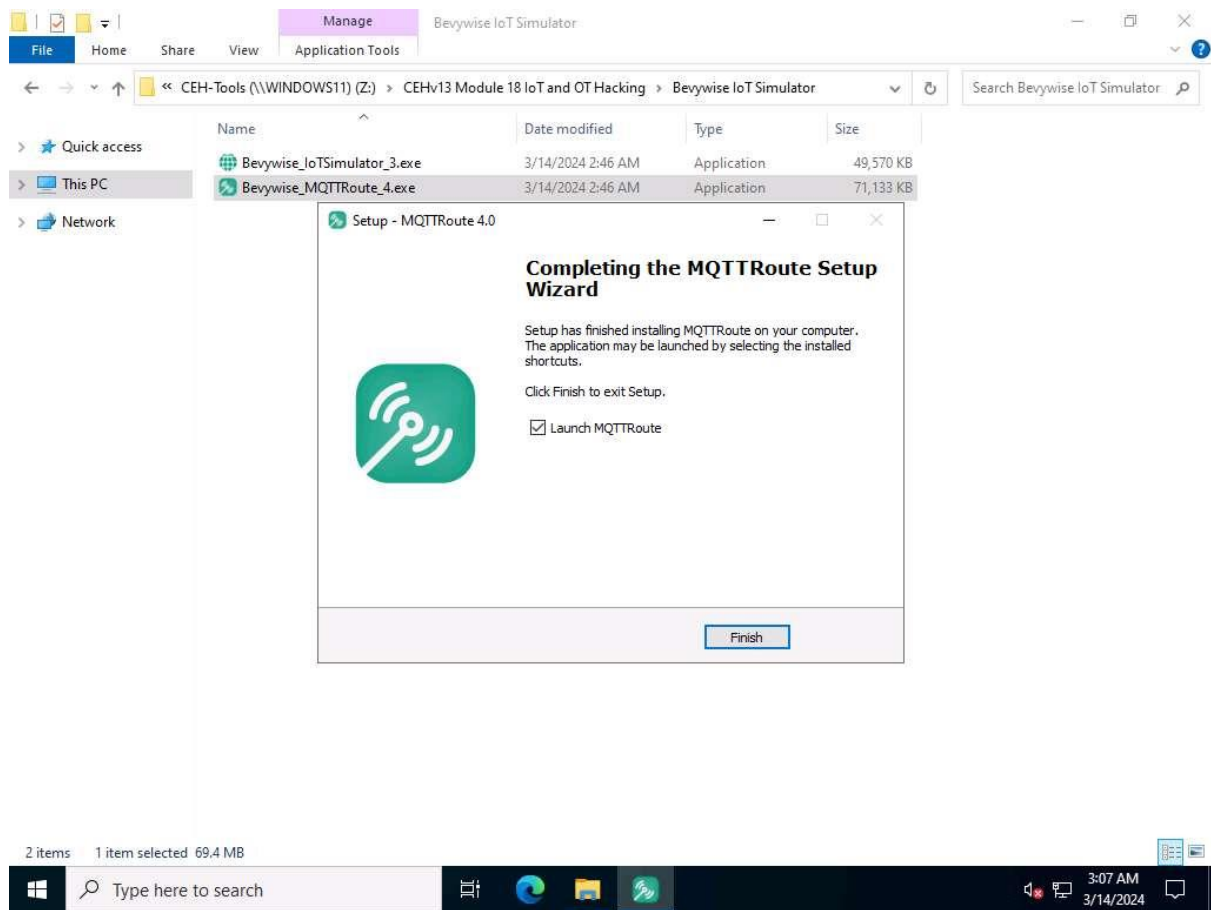 Manage
Bevywise IoT Simulator
File
Home
Share
View
Application Tools
« CEH-Tools (\\WINDOWS11) (Z:) > CEHv13 Module 18 IoT and OT Hacking > Bevywise IoT Simulator
Search Bevywise IoT Simulator
Name
Date modified
Type
Size
Quick access
This PC
Network
Bevywise_IoTSimulator_3.exe 3/14/2024 2:46 AM Application 49,570 KB
Bevywise_MQTTRoute_4.exe 3/14/2024 2:46 AM Application 71,133 KB
Setup - MQTTRoute 4.0
Completing the MQTTRoute Setup
Wizard
Setup has finished installing MQTTRoute on your computer.
The application may be launched by selecting the installed
shortcuts.
Click Finish to exit Setup.
Launch MQTTRoute
Finish
2 items 1 item selected 69.4 MB
Type here to search
3:07 AM
3/14/2024